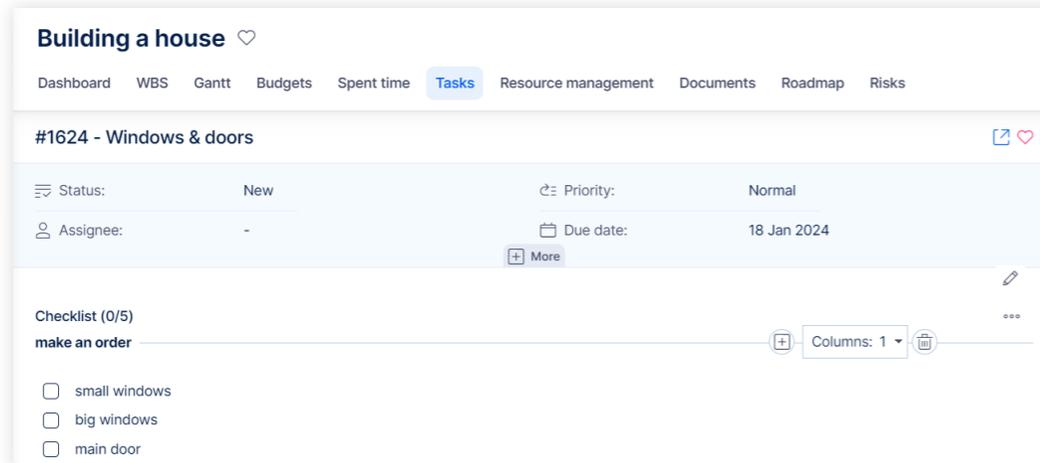 Building a house
Dashboard WBS Gantt Budgets Spent time Tasks Resource management Documents Roadmap Risks
#1624 - Windows & doors
Status: New Priority: Normal
Assignee: - Due date: 18 Jan 2024
More
Checklist (0/5)
make an order Columns: 1
small windows
big windows
main door